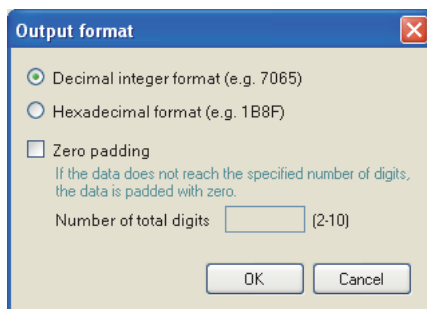 Output format
Decimal integer format (e.g. 7065)
Hexadecimal format (e.g. 1B8F)
Zero padding
If the data does not reach the specified number of digits,
the data is padded with zero.
Number of total digits (2-10)
OK Cancel